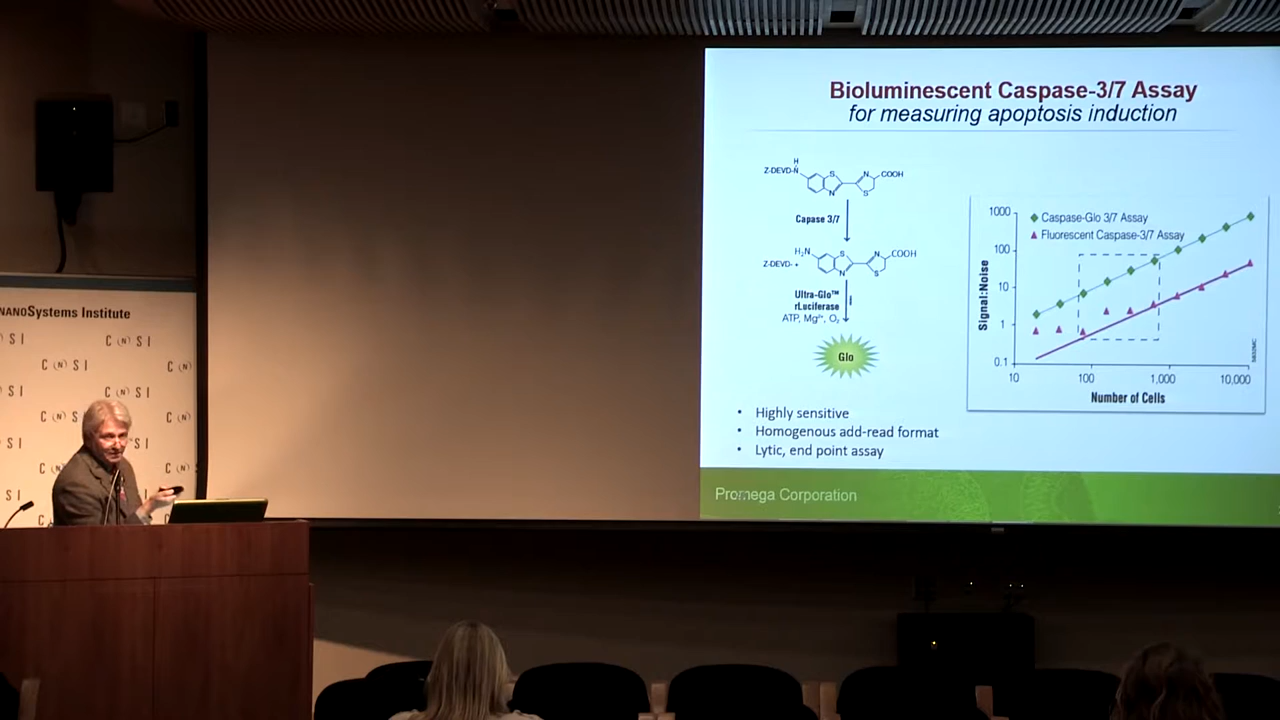 Bioluminescent Caspase-3/7 Assay
for measuring apoptosis induction
H
Z-DEVD-N
S
N
N
S
COOH
Capase 3/7
H₂N
Z-DEVD- +
S
N
N
S
COOH
Ultra-Glo™
rLuciferase
ATP, Mg²⁺, O₂
Glo
Caspase-Glo 3/7 Assay
Fluorescent Caspase-3/7 Assay
Signal:Noise
1000
100
10
1
0.1
10
100
1,000
10,000
Number of Cells
• Highly sensitive
• Homogenous add-read format
• Lytic, end point assay
Promega Corporation
NANOSystems Institute
S I
C (N) S I
C (N) S I
C (N)
S I
C (N) S I
C (N) S
C (N)
S I
S I
C (N)
C (N)
S I
C